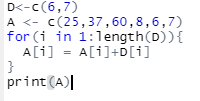 D<-c(6,7)
A <- c(25,37,60,8,6,7)
for(i in 1:length(D)){
  A[i] = A[i]+D[i]
}
print(A)